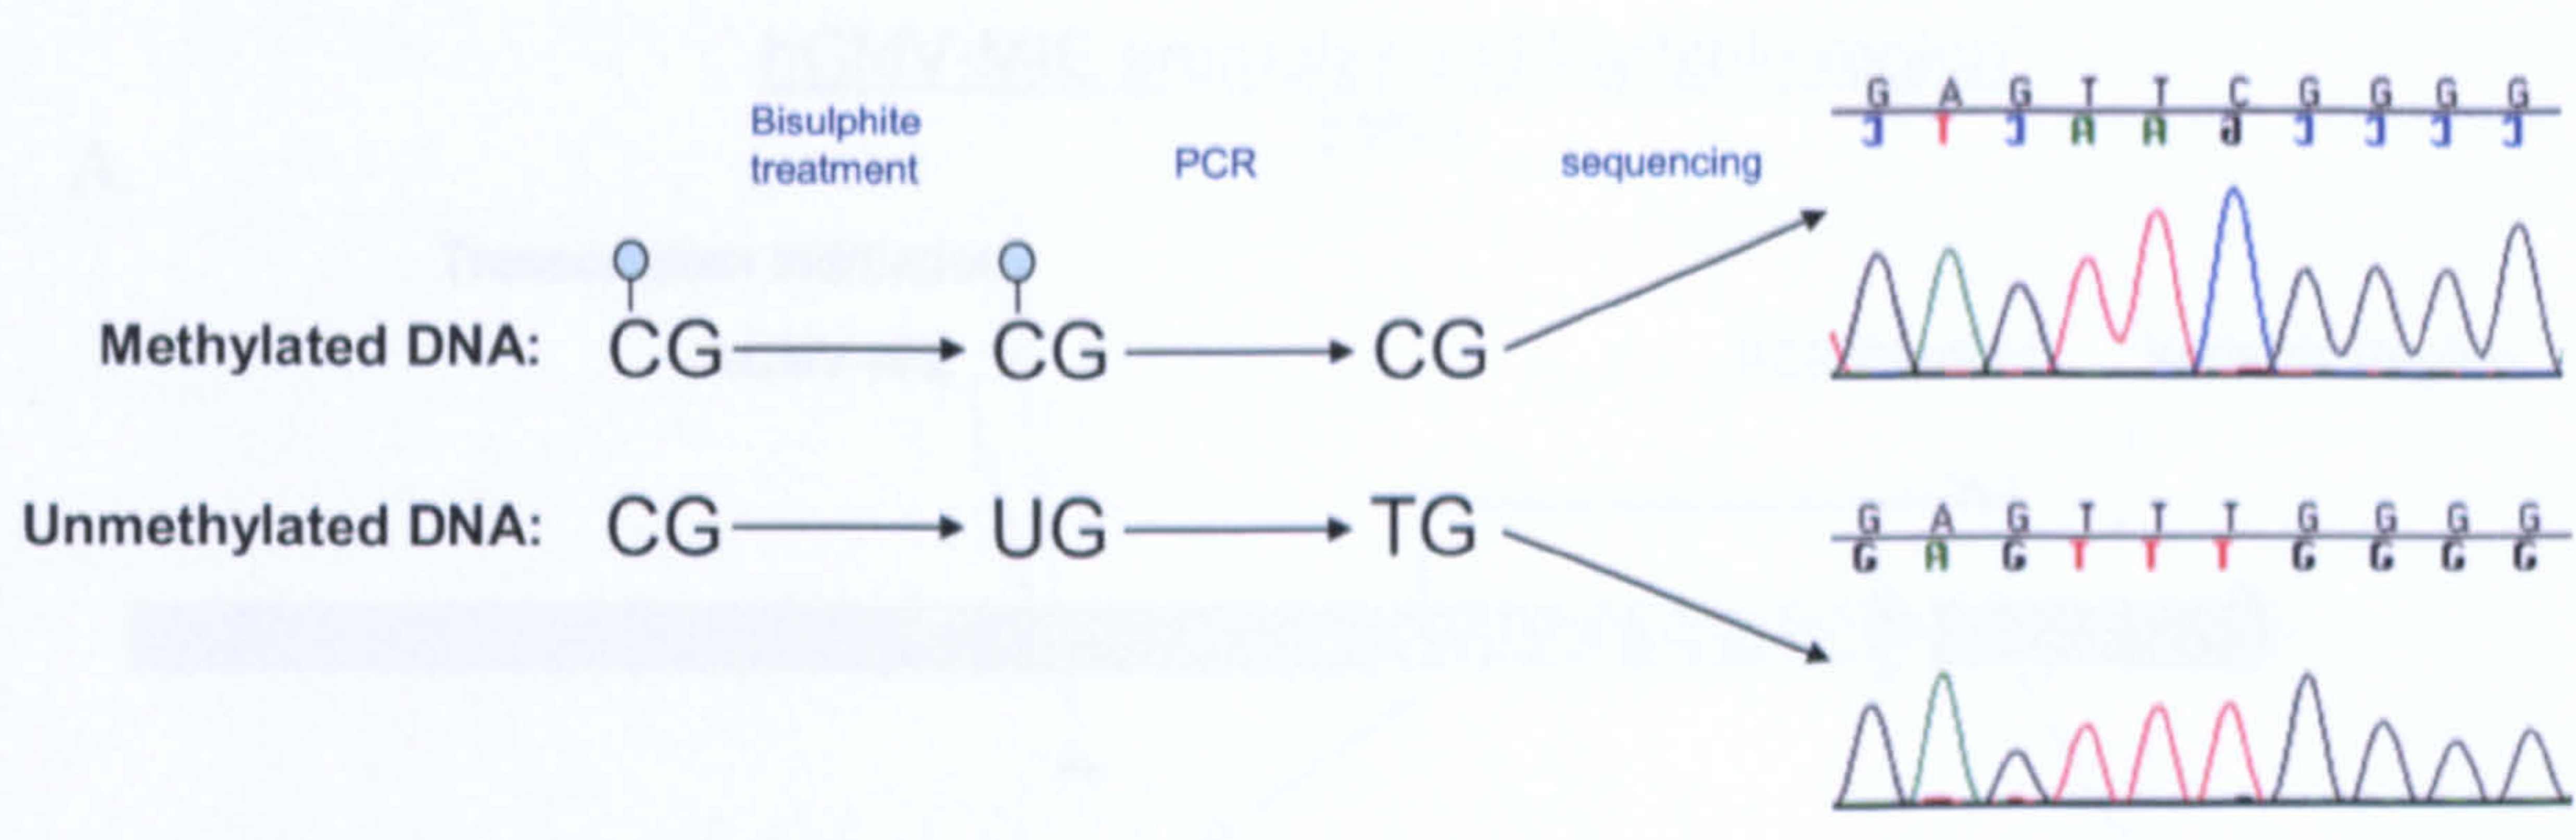 Bisulphite
treatment
PCR
sequencing
G A G T T C G G G G
Methylated DNA: CG CG CG
Unmethylated DNA: CG UG TG
G A G T T T G G G G
G A G T T T G G G G